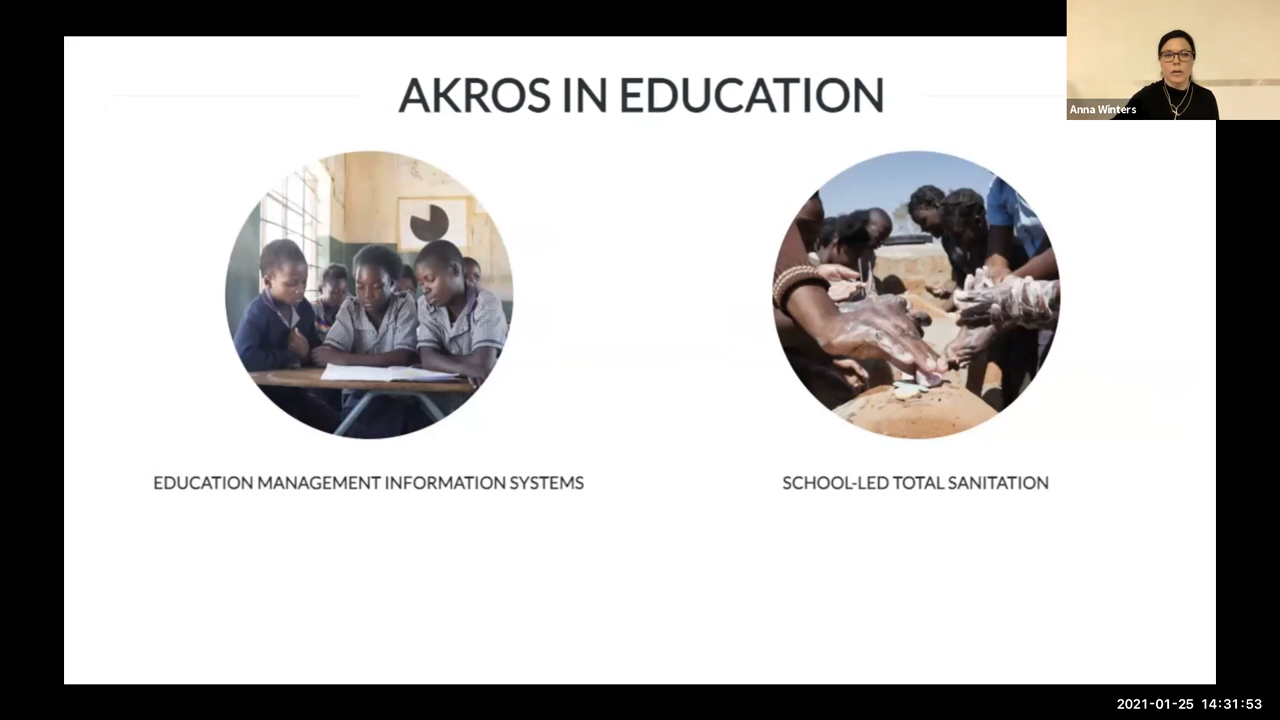 AKROS IN EDUCATION
Anna Winters
EDUCATION MANAGEMENT INFORMATION SYSTEMS
SCHOOL-LED TOTAL SANITATION
2021-01-25 14:31:53